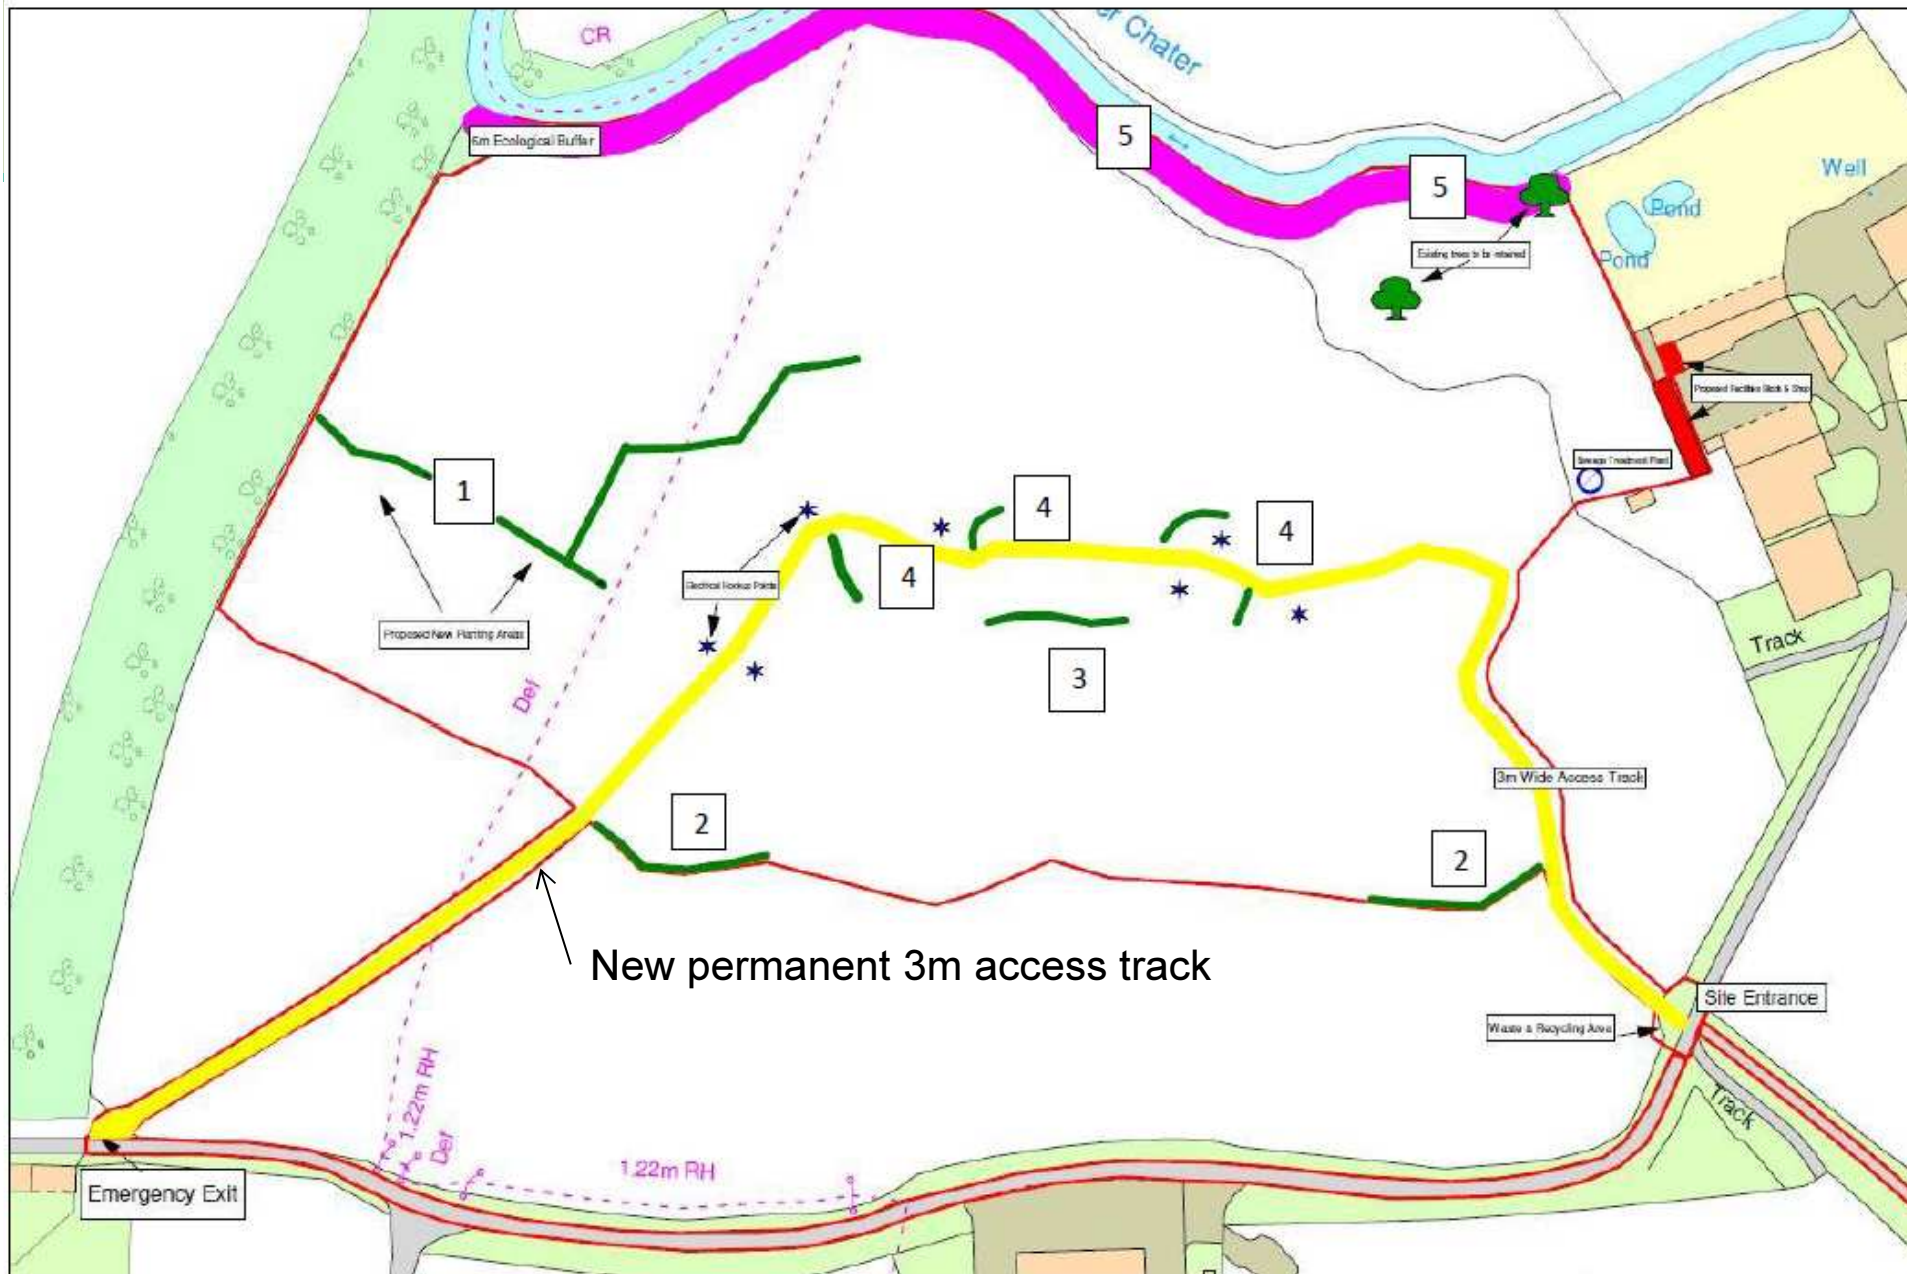 CR
er Chater
6m Ecological Buffer
5
5
Well
Pond
Pond
Existing trees to be retained
Proposed Facilities Block & Shop
Sewage Treatment Plant
1
4
4
4
Electrical Hookup Points
Proposed New Planting Areas
Track
3
Def
3m Wide Access Track
2
2
New permanent 3m access track
Site Entrance
Waste & Recycling Area
Track
1.22m RH
Def
1.22m RH
Emergency Exit